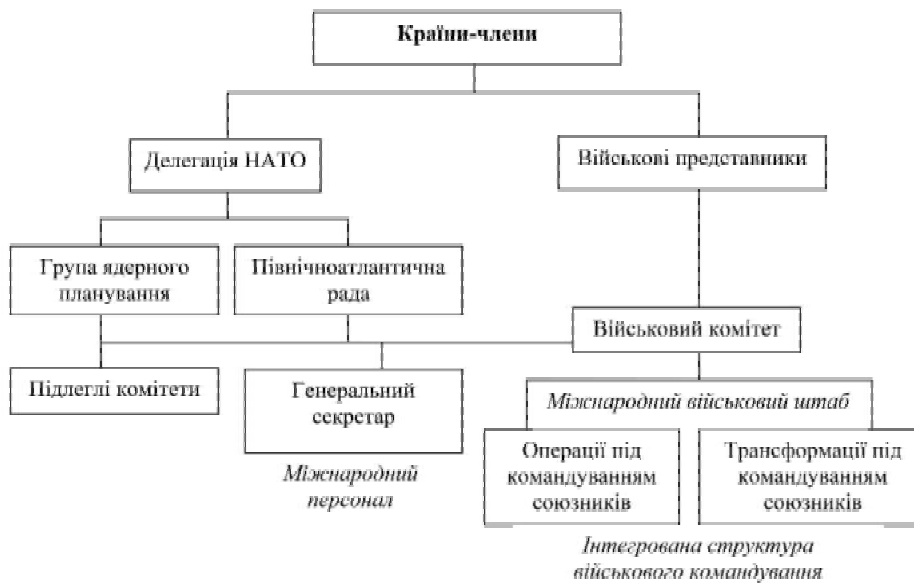 Країни-члени
Делегація НАТО
Військові представники
Група ядерного
планування
Північноатлантична
рада
Військовий комітет
Підлеглі комітети
Генеральний
секретар
Міжнародний
персонал
Міжнародний військовий штаб
Операції під
командуванням
союзників
Трансформації під
командуванням
союзників
Інтегрована структура
військового командування